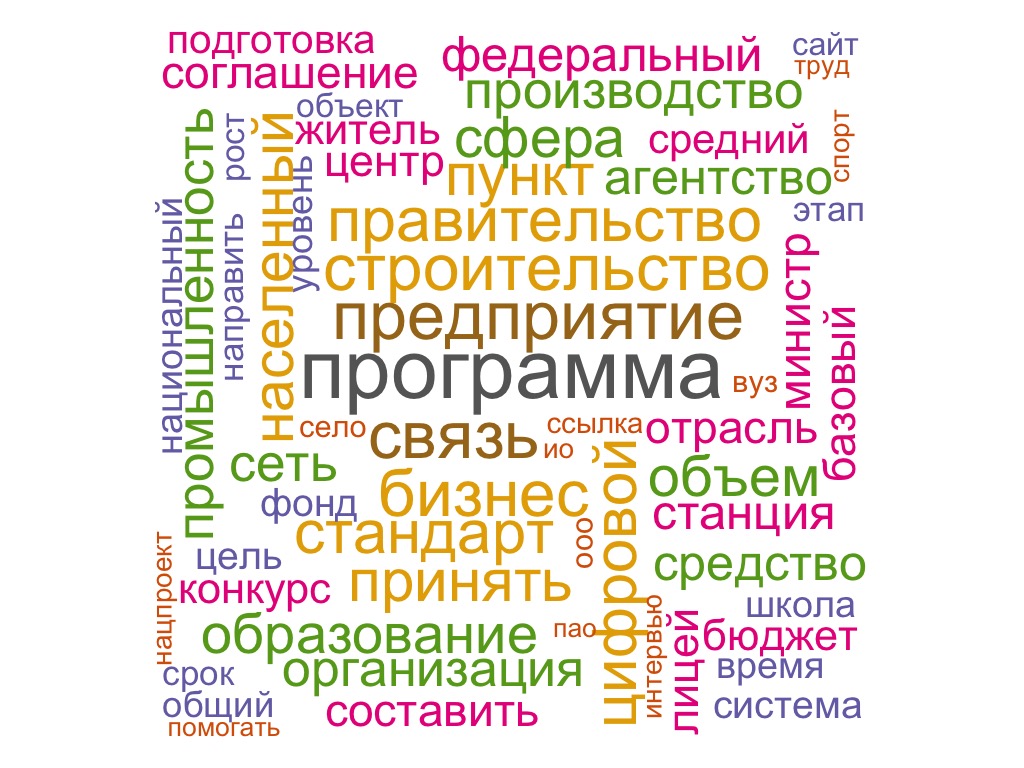 подготовка
соглашение
федеральный
сайт
труд
производство
объект
житель
центр
сфера
средний
спорт
рост
населенный
промышленность
уровень
пункт
агентство
этап
национальный
направить
правительство
строительство
министр
предприятие
программа
вуз
базовый
село
связь
ссылка
ио
отрасль
сеть
фонд
бизнес
цифровой
объем
станция
стандарт
ооо
цель
конкурс
принять
средство
нацпроект
школа
образование
пао
интервью
лицей
бюджет
срок
организация
время
общий
составить
система
помогать